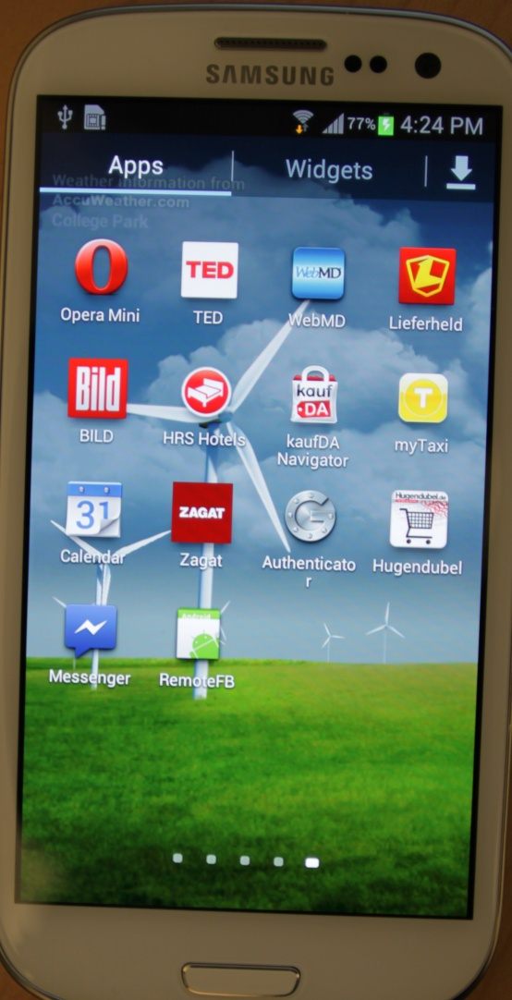 SAMSUNG
77% 4:24 PM
Apps Widgets
Weather Information from
AccuWeather.com
College Park
TED
WebMD
Opera Mini TED WebMD Lieferheld
Bild
kauf
DA
T
BILD HRS Hotels kaufDA
Navigator myTaxi
31
ZAGAT
G
Hugendubel.de
Calendar Zagat Authenticato
r Hugendubel
Android
Messenger RemoteFB